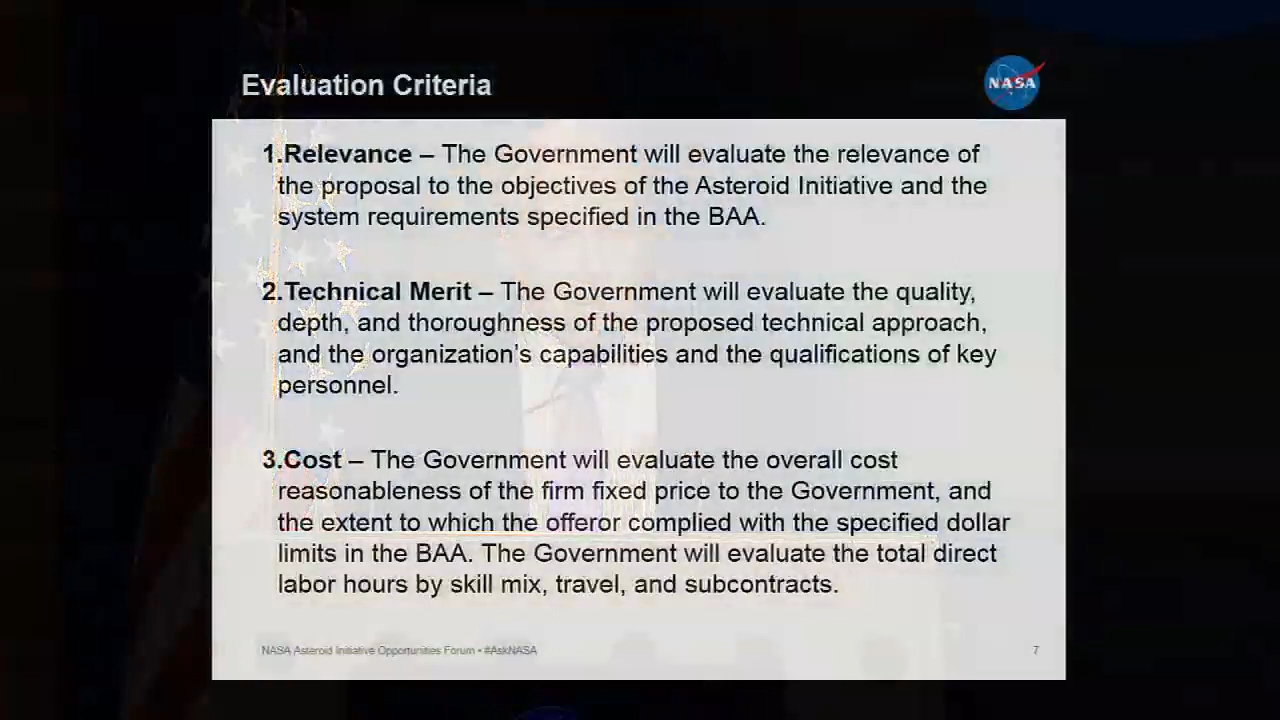 Evaluation Criteria
NASA
1.Relevance – The Government will evaluate the relevance of
the proposal to the objectives of the Asteroid Initiative and the
system requirements specified in the BAA.
2.Technical Merit – The Government will evaluate the quality,
depth, and thoroughness of the proposed technical approach,
and the organization's capabilities and the qualifications of key
personnel.
3.Cost – The Government will evaluate the overall cost
reasonableness of the firm fixed price to the Government, and
the extent to which the offeror complied with the specified dollar
limits in the BAA. The Government will evaluate the total direct
labor hours by skill mix, travel, and subcontracts.
NASA Asteroid Initiative Opportunities Forum • #AskNASA
7